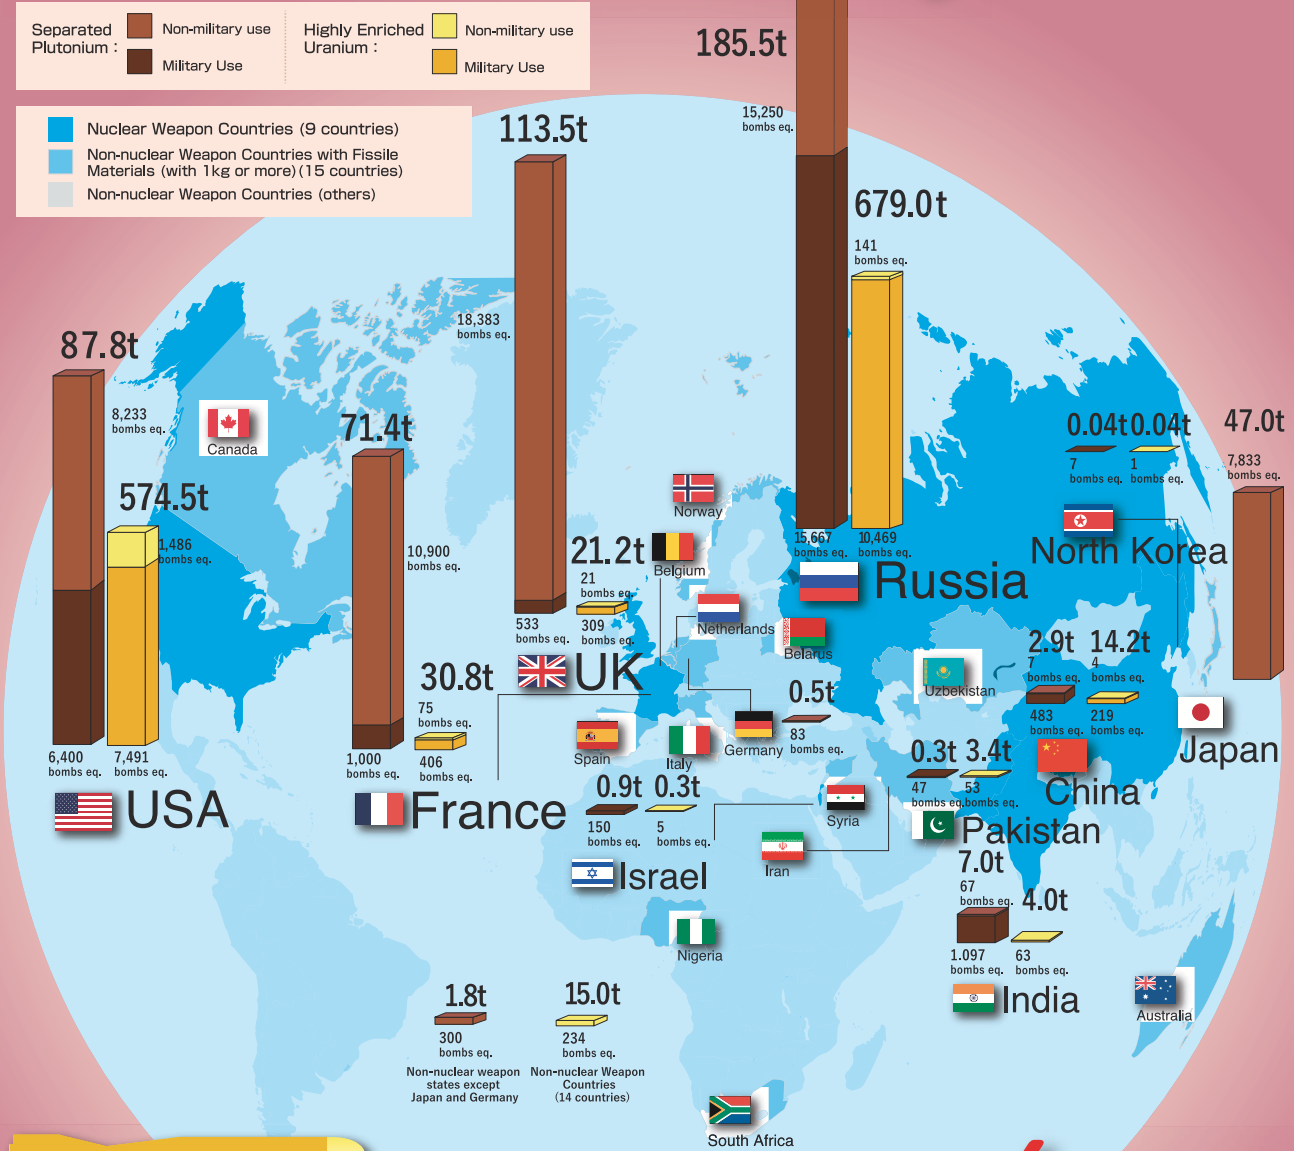 Separated
Plutonium :
Non-military use
Military Use
Highly Enriched
Uranium :
Non-military use
Military Use
Nuclear Weapon Countries (9 countries)
Non-nuclear Weapon Countries with Fissile
Materials (with 1kg or more) (15 countries)
Non-nuclear Weapon Countries (others)
185.5t
15,250
bombs eq.
679.0t
141
bombs eq.
15,667
bombs eq.
10,469
bombs eq.
Russia
113.5t
18,383
bombs eq.
533
bombs eq.
21.2t
21
bombs eq.
309
bombs eq.
UK
87.8t
8,233
bombs eq.
574.5t
1,486
bombs eq.
6,400
bombs eq.
7,491
bombs eq.
USA
Canada
71.4t
10,900
bombs eq.
1,000
bombs eq.
30.8t
75
bombs eq.
406
bombs eq.
France
0.04t
7
bombs eq.
0.04t
1
bombs eq.
North Korea
47.0t
7,833
bombs eq.
Japan
Norway
Belgium
Netherlands
Belarus
Uzbekistan
2.9t
7
bombs eq.
483
bombs eq.
14.2t
4
bombs eq.
219
bombs eq.
China
Spain
Italy
Germany
0.5t
83
bombs eq.
0.3t
47
bombs eq.
3.4t
53
bombs eq.
Pakistan
0.9t
150
bombs eq.
0.3t
5
bombs eq.
Israel
Syria
Iran
7.0t
67
bombs eq.
1.097
bombs eq.
4.0t
63
bombs eq.
India
Nigeria
Australia
1.8t
300
bombs eq.
Non-nuclear weapon
states except
Japan and Germany
15.0t
234
bombs eq.
Non-nuclear Weapon
Countries
(14 countries)
South Africa